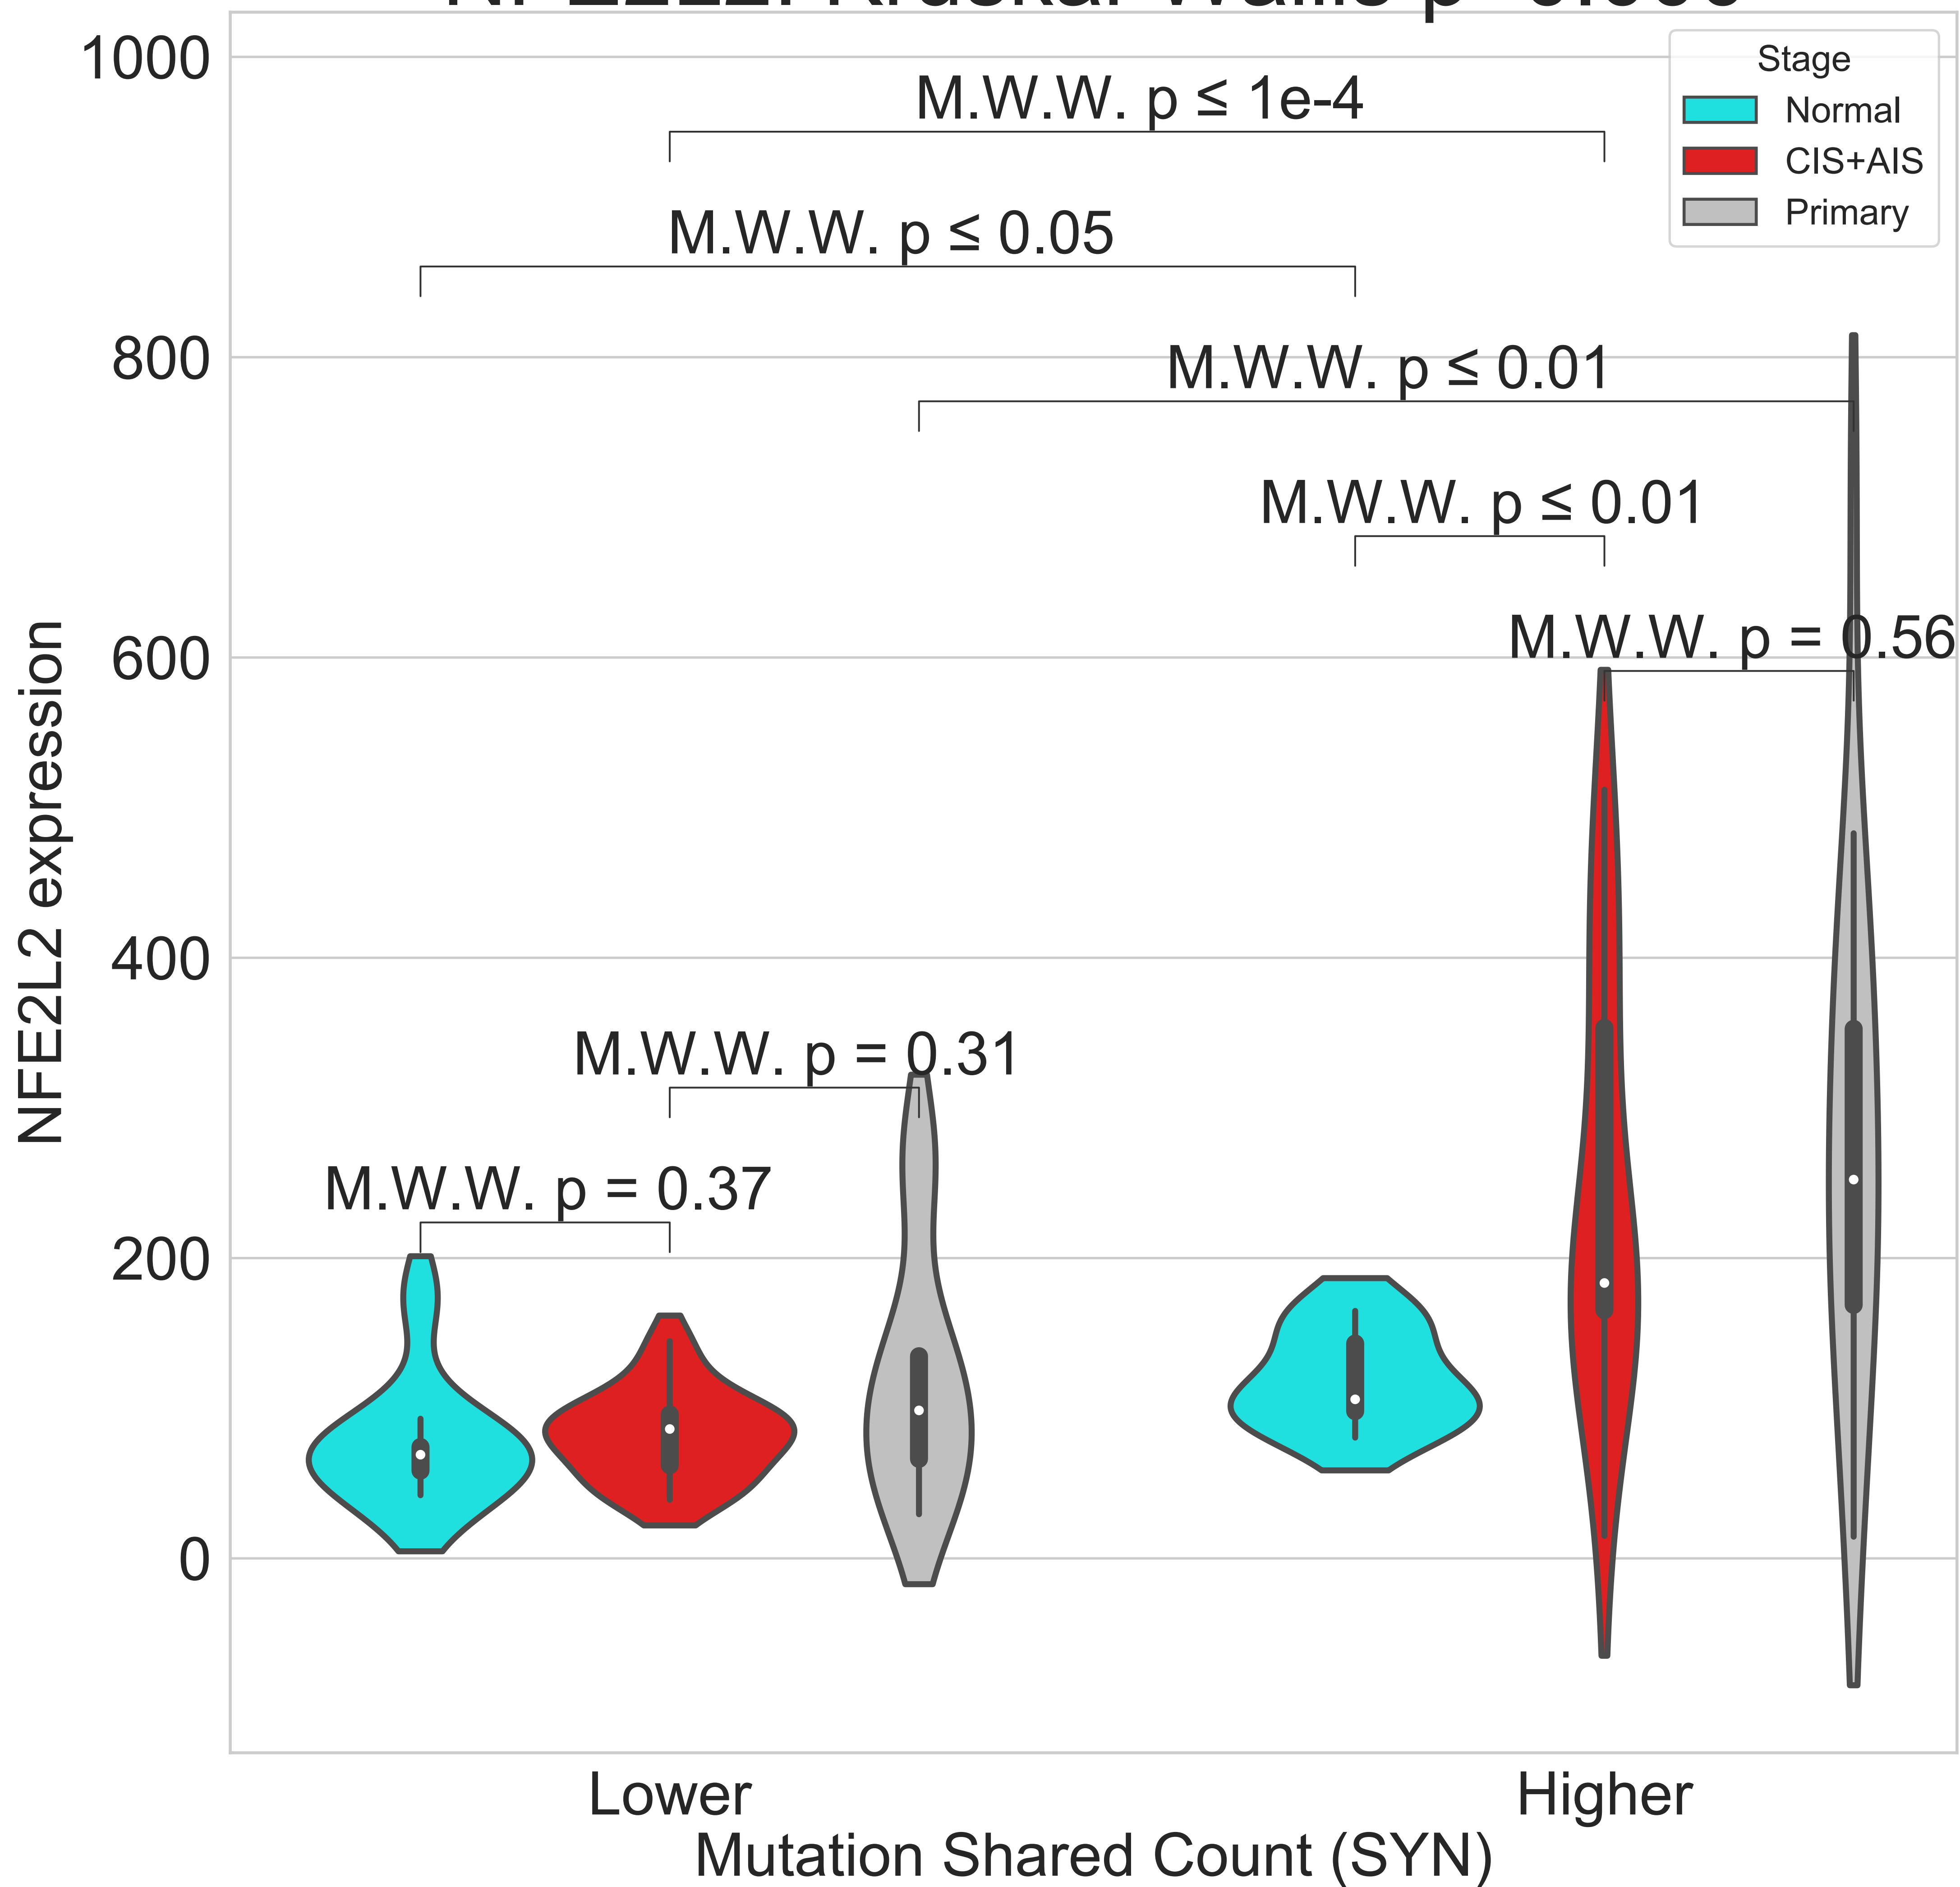 1000
800
600
400
200
0
NFE2L2 expression
Stage
Normal
CIS+AIS
Primary
M.W.W. p ≤ 1e-4
M.W.W. p ≤ 0.05
M.W.W. p ≤ 0.01
M.W.W. p ≤ 0.01
M.W.W. p = 0.56
M.W.W. p = 0.31
M.W.W. p = 0.37
Lower
Higher
Mutation Shared Count (SYN)